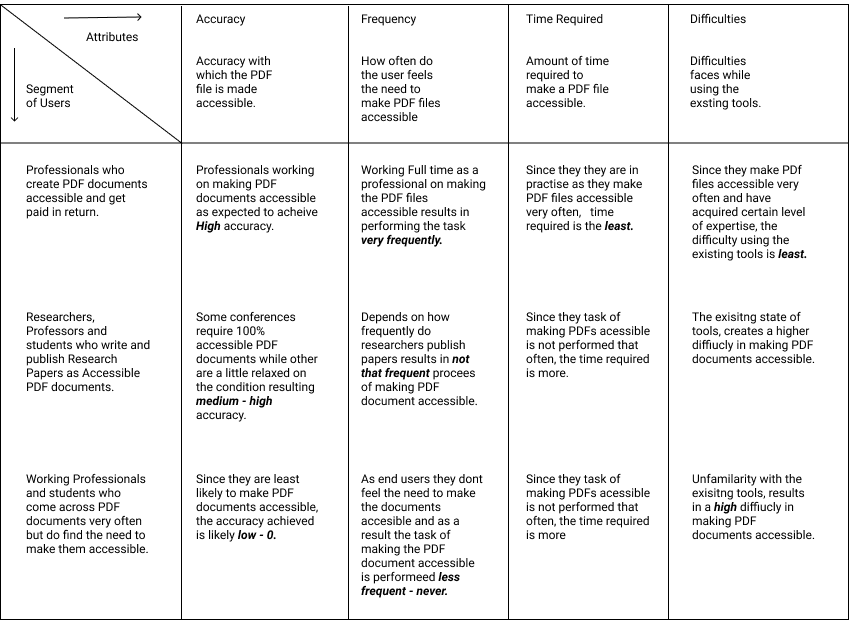 Attributes
Segment
of Users
Accuracy
Accuracy with
which the PDF
file is made
accessible.
Frequency
How often do
the user feels
the need to
make PDF files
accessible
Time Required
Amount of time
required to
make a PDF file
accessible.
Difficulties
Difficulties
faces while
using the
exsting tools.
Professionals who
create PDF documents
accessible and get
paid in return.
Professionals working
on making PDF
documents accessible
as expected to acheive
High accuracy.
Working Full time as a
professional on making
the PDF files
accessible results in
performing the task
very frequently.
Since they they are in
practise as they make
PDF files accessible
very often, time
required is the least.
Since they make PDf
files accessible very
often and have
acquired certain level
of expertise, the
difficulty using the
existing tools is least.
Researchers,
Professors and
students who write and
publish Research
Papers as Accessible
PDF documents.
Some conferences
require 100%
accessible PDF
documents while other
are a little relaxed on
the condition resulting
medium - high
accuracy.
Depends on how
frequently do
researchers publish
papers results in not
that frequent procees
of making PDF
document accessible.
Since they task of
making PDFs acessible
is not performed that
often, the time required
is more.
The exisitng state of
tools, creates a higher
diffiucly in making PDF
documents accessible.
Working Professionals
and students who
come across PDF
documents very often
but do find the need to
make them accessible.
Since they are least
likely to make PDF
documents accessible,
the accuracy achieved
is likely low - 0.
As end users they dont
feel the need to make
the documents
accesible and as a
result the task of
making the PDF
document accessible
is performeed less
frequent - never.
Since they task of
making PDFs acessible
is not performed that
often, the time required
is more
Unfamilarity with the
exisitng tools, results
in a high diffiucly in
making PDF
documents accessible.